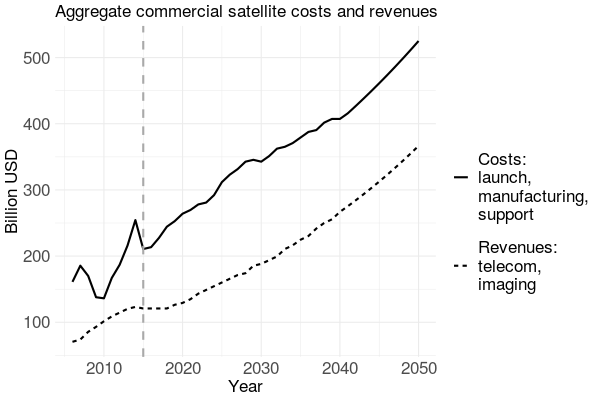 Aggregate commercial satellite costs and revenues
Billion USD
500
400
300
200
100
2010
2020
2030
2040
2050
Year
Costs:
launch,
manufacturing,
support
Revenues:
telecom,
imaging